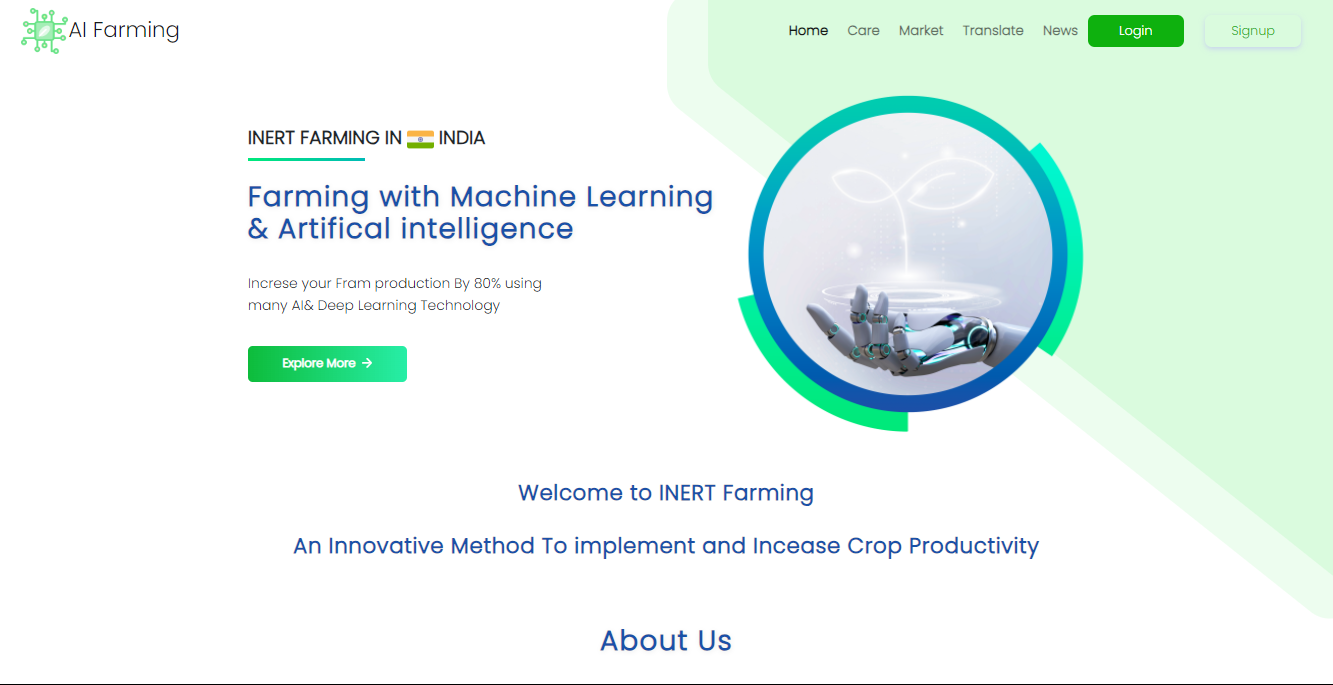 AI Farming
Home Care Market Translate News Login Signup
INERT FARMING IN INDIA
Farming with Machine Learning
& Artifical intelligence
Increse your Fram production By 80% using
many AI& Deep Learning Technology
Explore More →
Welcome to INERT Farming
An Innovative Method To implement and Incease Crop Productivity
About Us